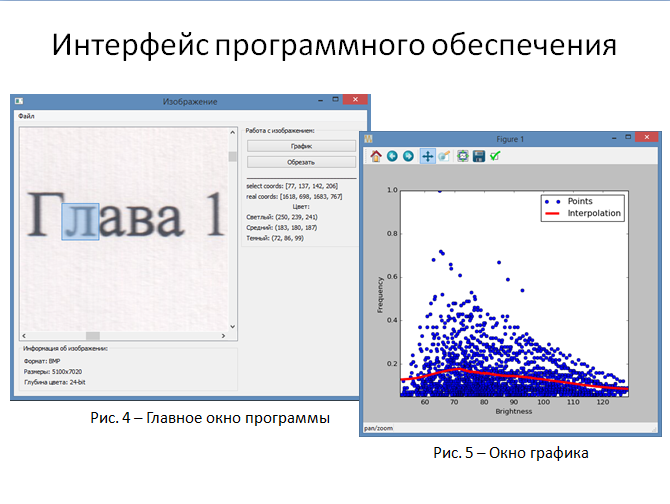 Интерфейс программного обеспечения
Изображение
Файл
Глава 1
Работа с изображением:
График
Обрезать
select coords: [77, 137, 142, 206]
real coords: [1618, 698, 1683, 767]
Цвет:
Светлый: (250, 239, 241)
Средний: (183, 180, 187)
Темный: (72, 86, 99)
Информация об изображении:
Формат: BMP
Размеры: 5100x7020
Глубина цвета: 24-bit
Рис. 4 – Главное окно программы
Figure 1
Points
Interpolation
1.0
0.8
0.6
0.4
0.2
Frequency
60 70 80 90 100 110 120
Brightness
pan/zoom
Рис. 5 – Окно графика